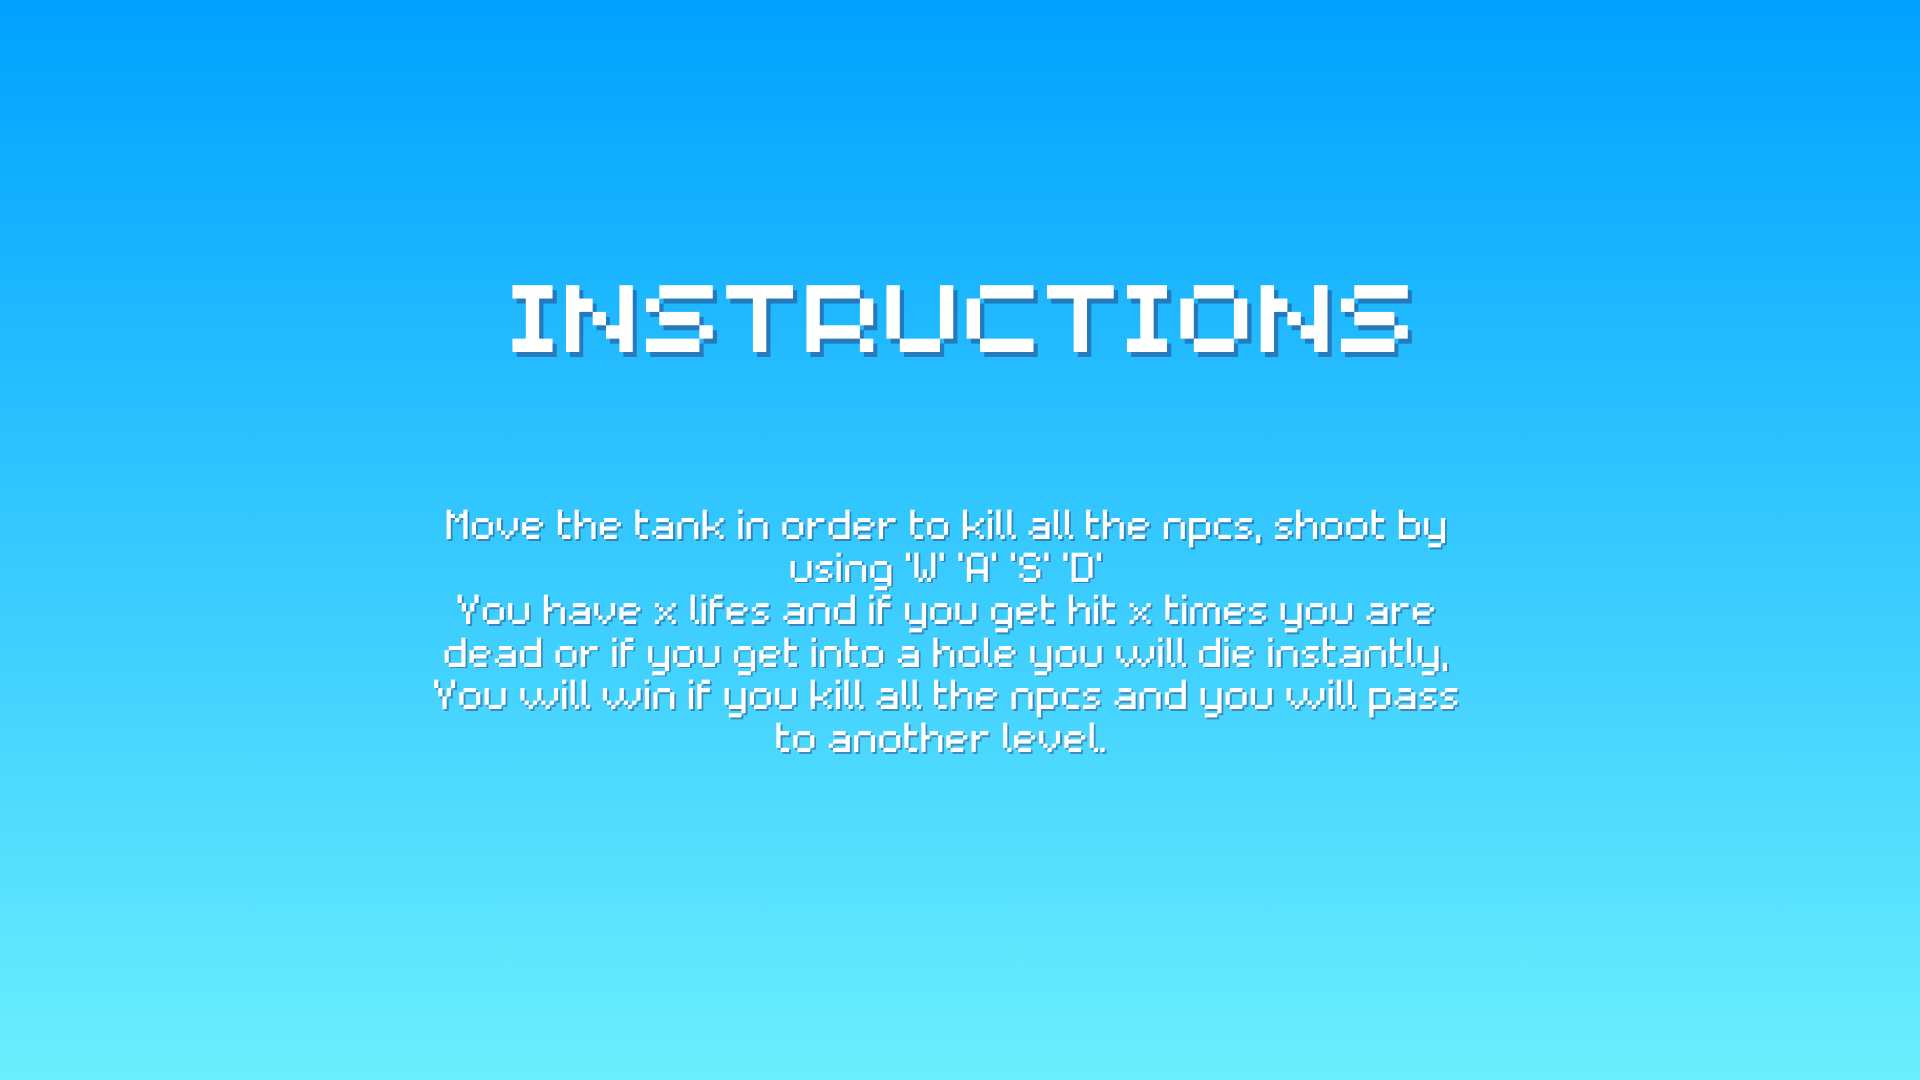 INSTRUCTIONS
Move the tank in order to kill all the npcs, shoot by
using 'W' 'A' 'S' 'D'
You have x lifes and if you get hit x times you are
dead or if you get into a hole you will die instantly,
You will win if you kill all the npcs and you will pass
to another level.